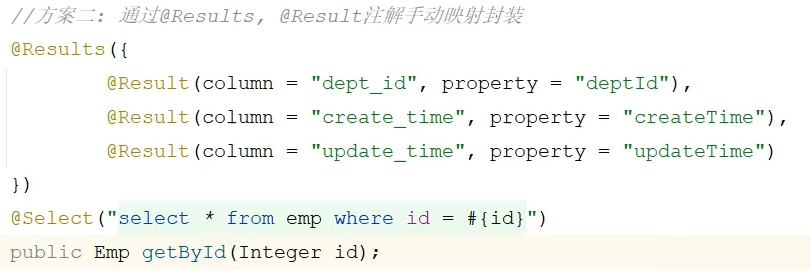 //方案二: 通过@Results, @Result注解手动映射封装
@Results({
        @Result(column = "dept_id", property = "deptId"),
        @Result(column = "create_time", property = "createTime"),
        @Result(column = "update_time", property = "updateTime")
})
@Select("select * from emp where id = #{id}")
public Emp getById(Integer id);